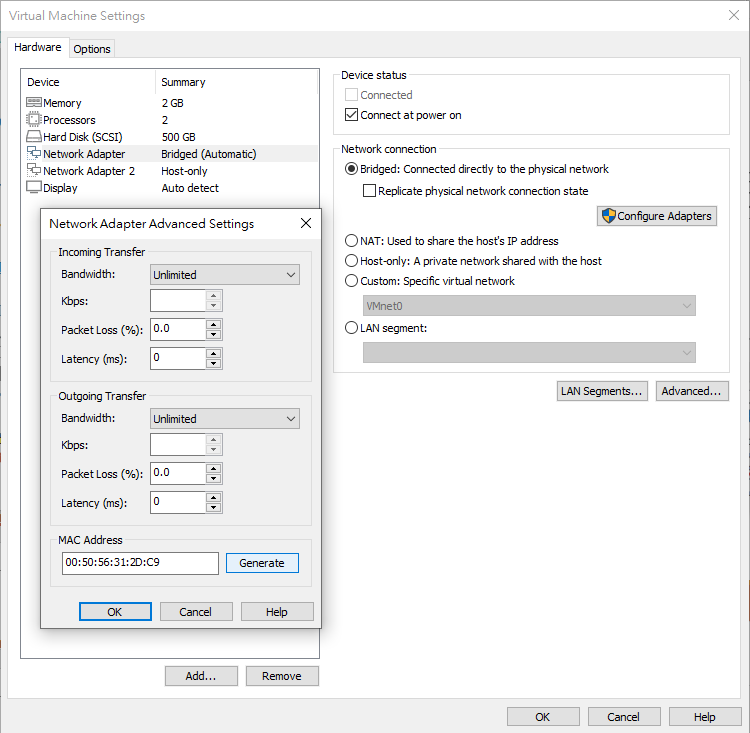 Virtual Machine Settings
Hardware
Options
Device Summary
Memory 2 GB
Processors 2
Hard Disk (SCSI) 500 GB
Network Adapter Bridged (Automatic)
Network Adapter 2 Host-only
Display Auto detect
Network Adapter Advanced Settings
Incoming Transfer
Bandwidth: Unlimited
Kbps:
Packet Loss (%): 0.0
Latency (ms): 0
Outgoing Transfer
Bandwidth: Unlimited
Kbps:
Packet Loss (%): 0.0
Latency (ms): 0
MAC Address
00:50:56:31:2D:C9 Generate
OK Cancel Help
Add... Remove
Device status
Connected
Connect at power on
Network connection
Bridged: Connected directly to the physical network
Replicate physical network connection state
Configure Adapters
NAT: Used to share the host's IP address
Host-only: A private network shared with the host
Custom: Specific virtual network
VMnet0
LAN segment:
LAN Segments... Advanced...
OK Cancel Help